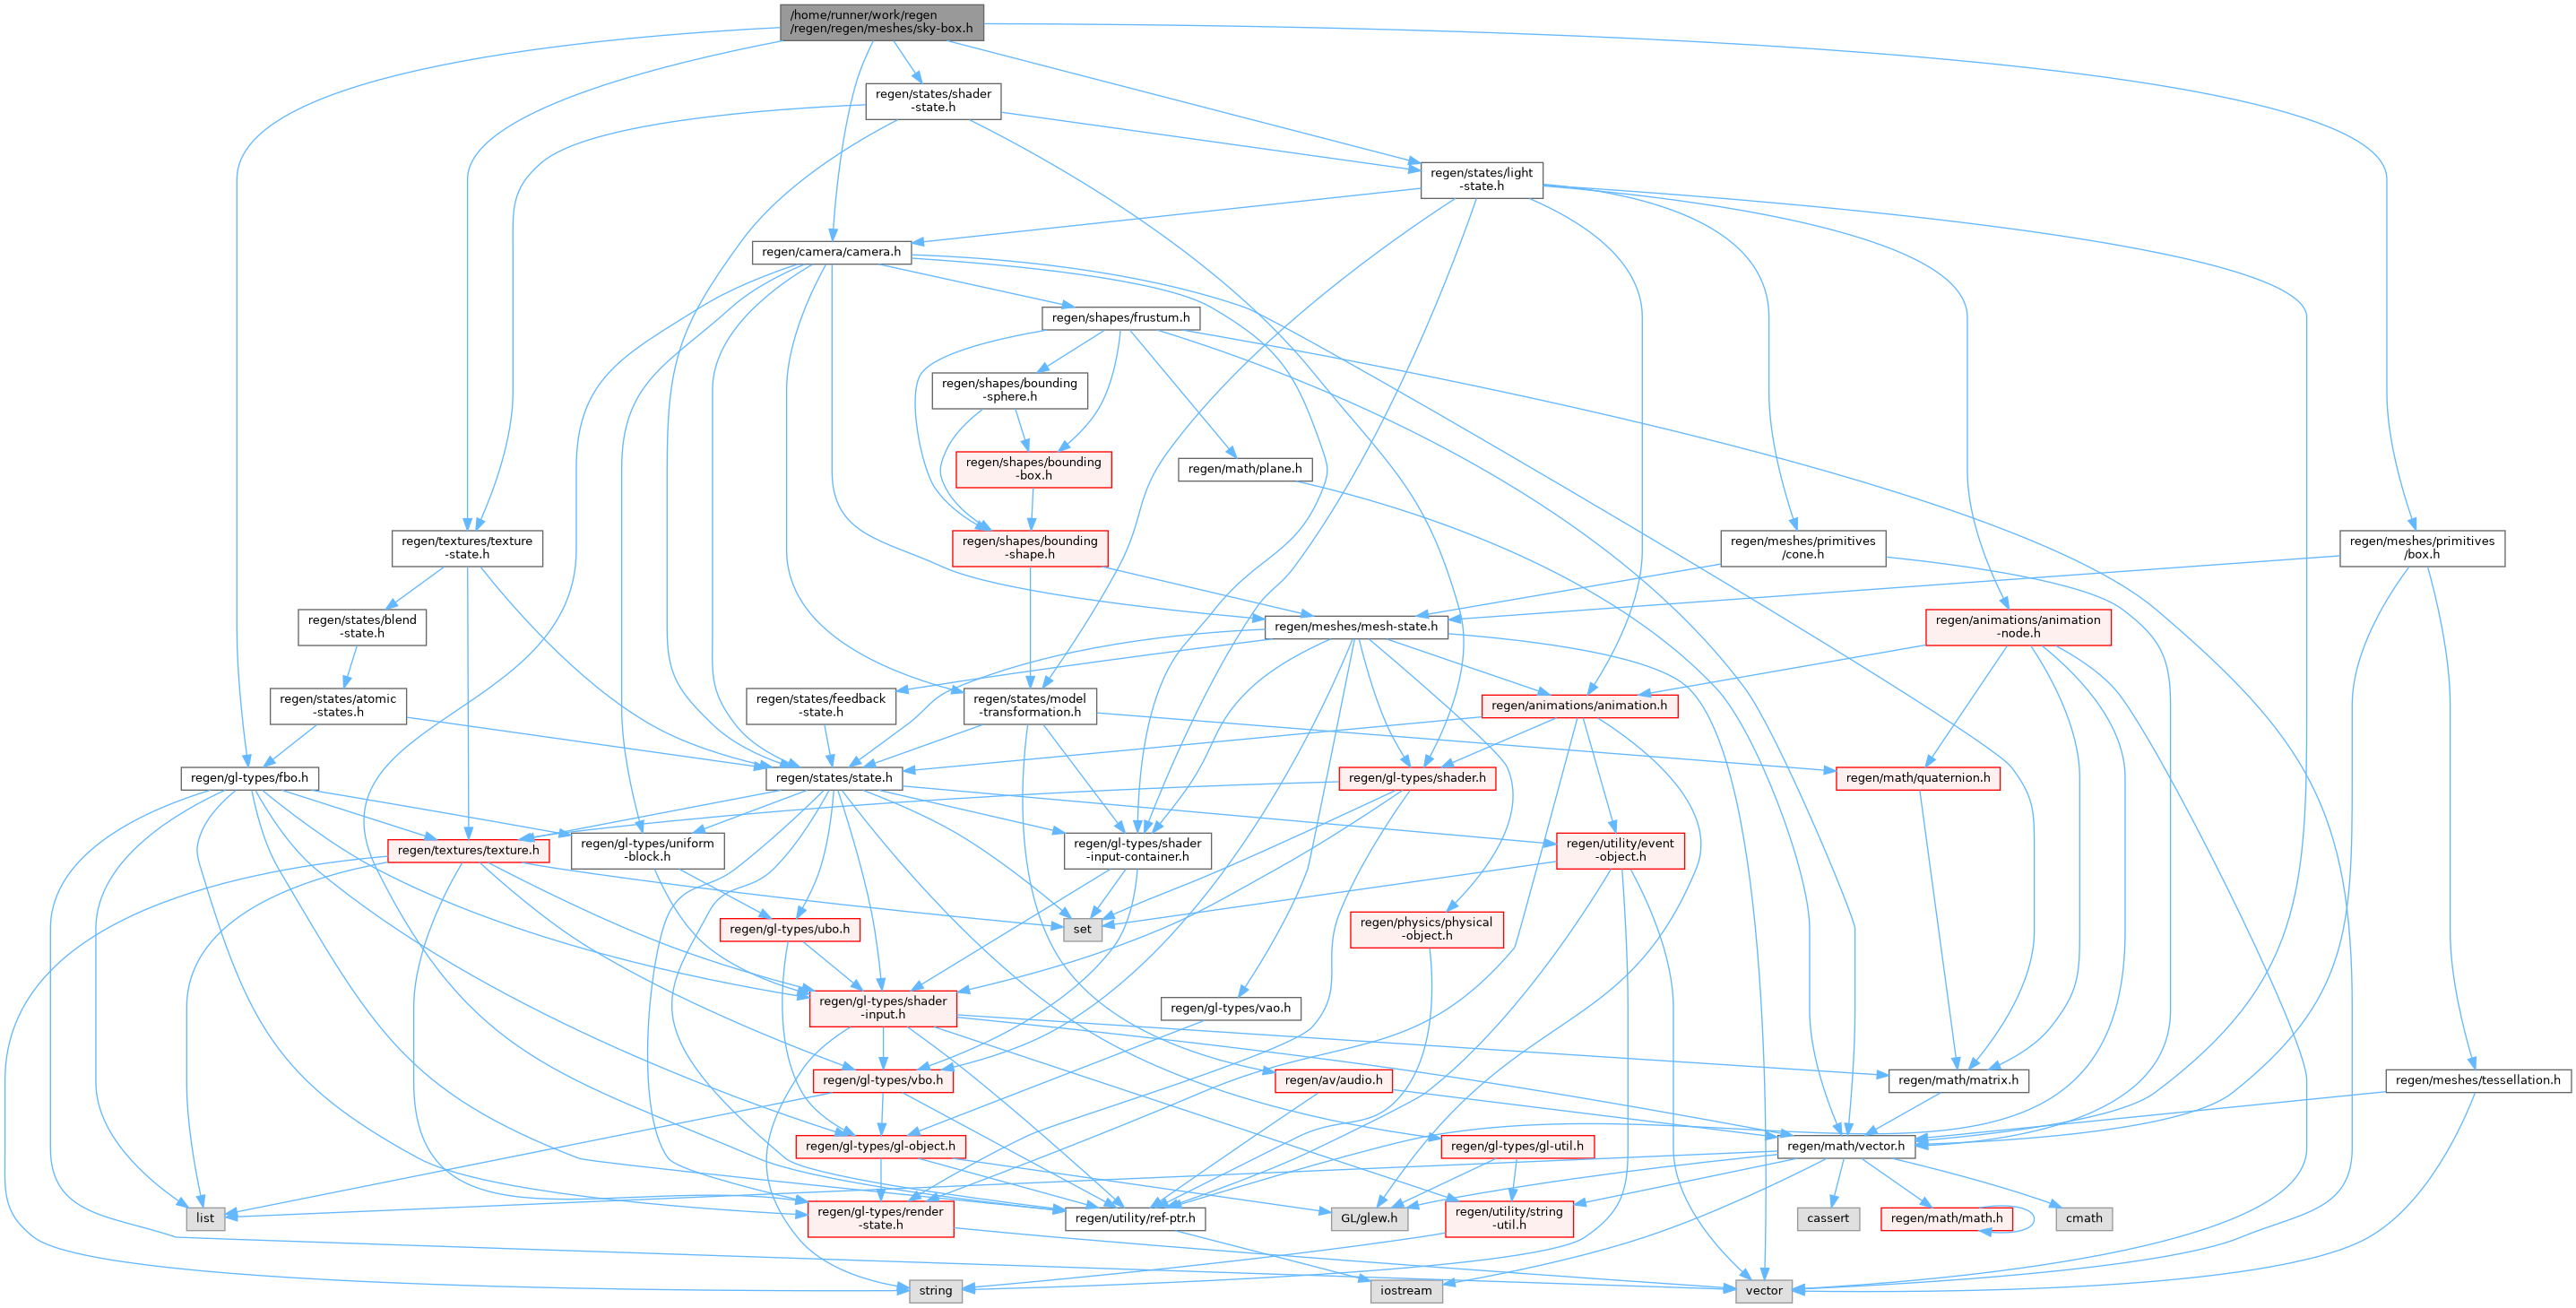 /home/runner/work/regen
/regen/regen/meshes/sky-box.h
regen/states/shader
-state.h
regen/states/light
-state.h
regen/camera/camera.h
regen/shapes/frustum.h
regen/shapes/bounding
-sphere.h
regen/shapes/bounding
-box.h
regen/math/plane.h
regen/textures/texture
-state.h
regen/shapes/bounding
-shape.h
regen/meshes/primitives
/cone.h
regen/meshes/primitives
/box.h
regen/states/blend
-state.h
regen/meshes/mesh-state.h
regen/animations/animation
-node.h
regen/states/atomic
-states.h
regen/states/feedback
-state.h
regen/states/model
-transformation.h
regen/animations/animation.h
regen/gl-types/fbo.h
regen/states/state.h
regen/gl-types/shader.h
regen/math/quaternion.h
regen/textures/texture.h
regen/gl-types/uniform
-block.h
regen/gl-types/shader
-input-container.h
regen/utility/event
-object.h
regen/gl-types/ubo.h
set
regen/physics/physical
-object.h
regen/gl-types/shader
-input.h
regen/gl-types/vao.h
regen/gl-types/vbo.h
regen/av/audio.h
regen/math/matrix.h
regen/meshes/tessellation.h
regen/gl-types/gl-object.h
regen/gl-types/gl-util.h
regen/math/vector.h
list
regen/gl-types/render
-state.h
regen/utility/ref-ptr.h
GL/glew.h
regen/utility/string
-util.h
cassert
regen/math/math.h
cmath
string
iostream
vector